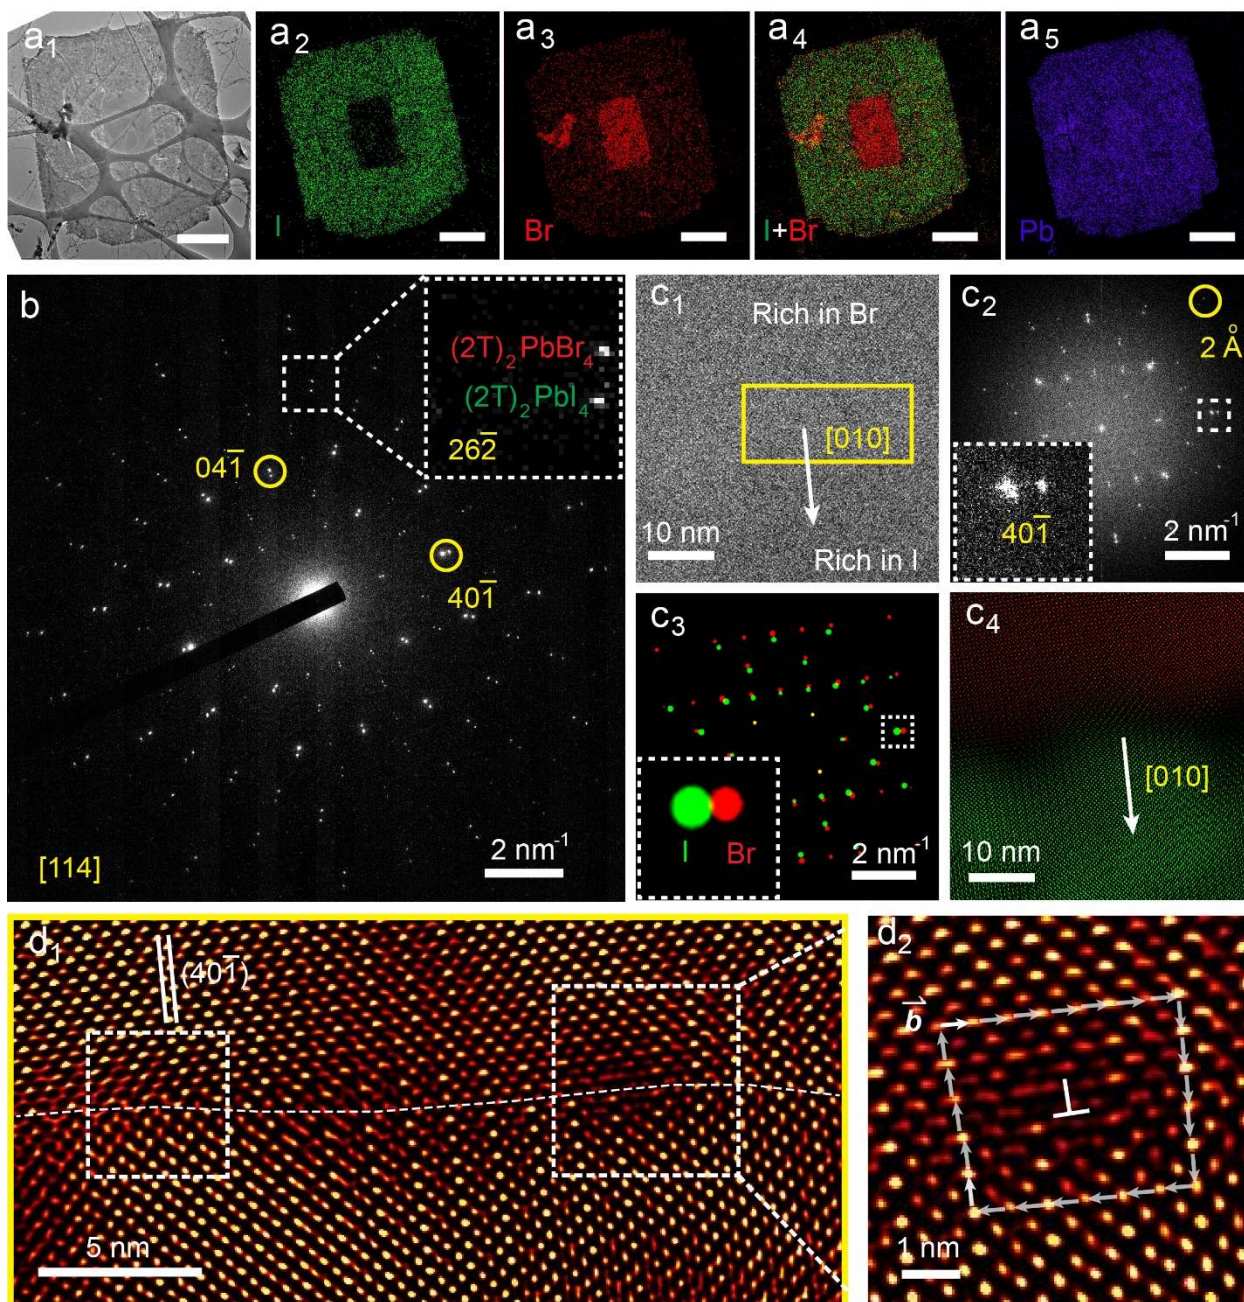 a₁
a₂
a₃
a₄
a₅
I
Br
I+Br
Pb
b
(2T)₂PbBr₄
(2T)₂PbI₄
262̄
041̄
401̄
[114]
2 nm⁻¹
c₁
Rich in Br
[010]
10 nm
Rich in I
c₂
2 Å
401̄
2 nm⁻¹
c₃
I Br
2 nm⁻¹
c₄
[010]
10 nm
d₁
(401̄)
5 nm
d₂
b⃗
⊥
1 nm